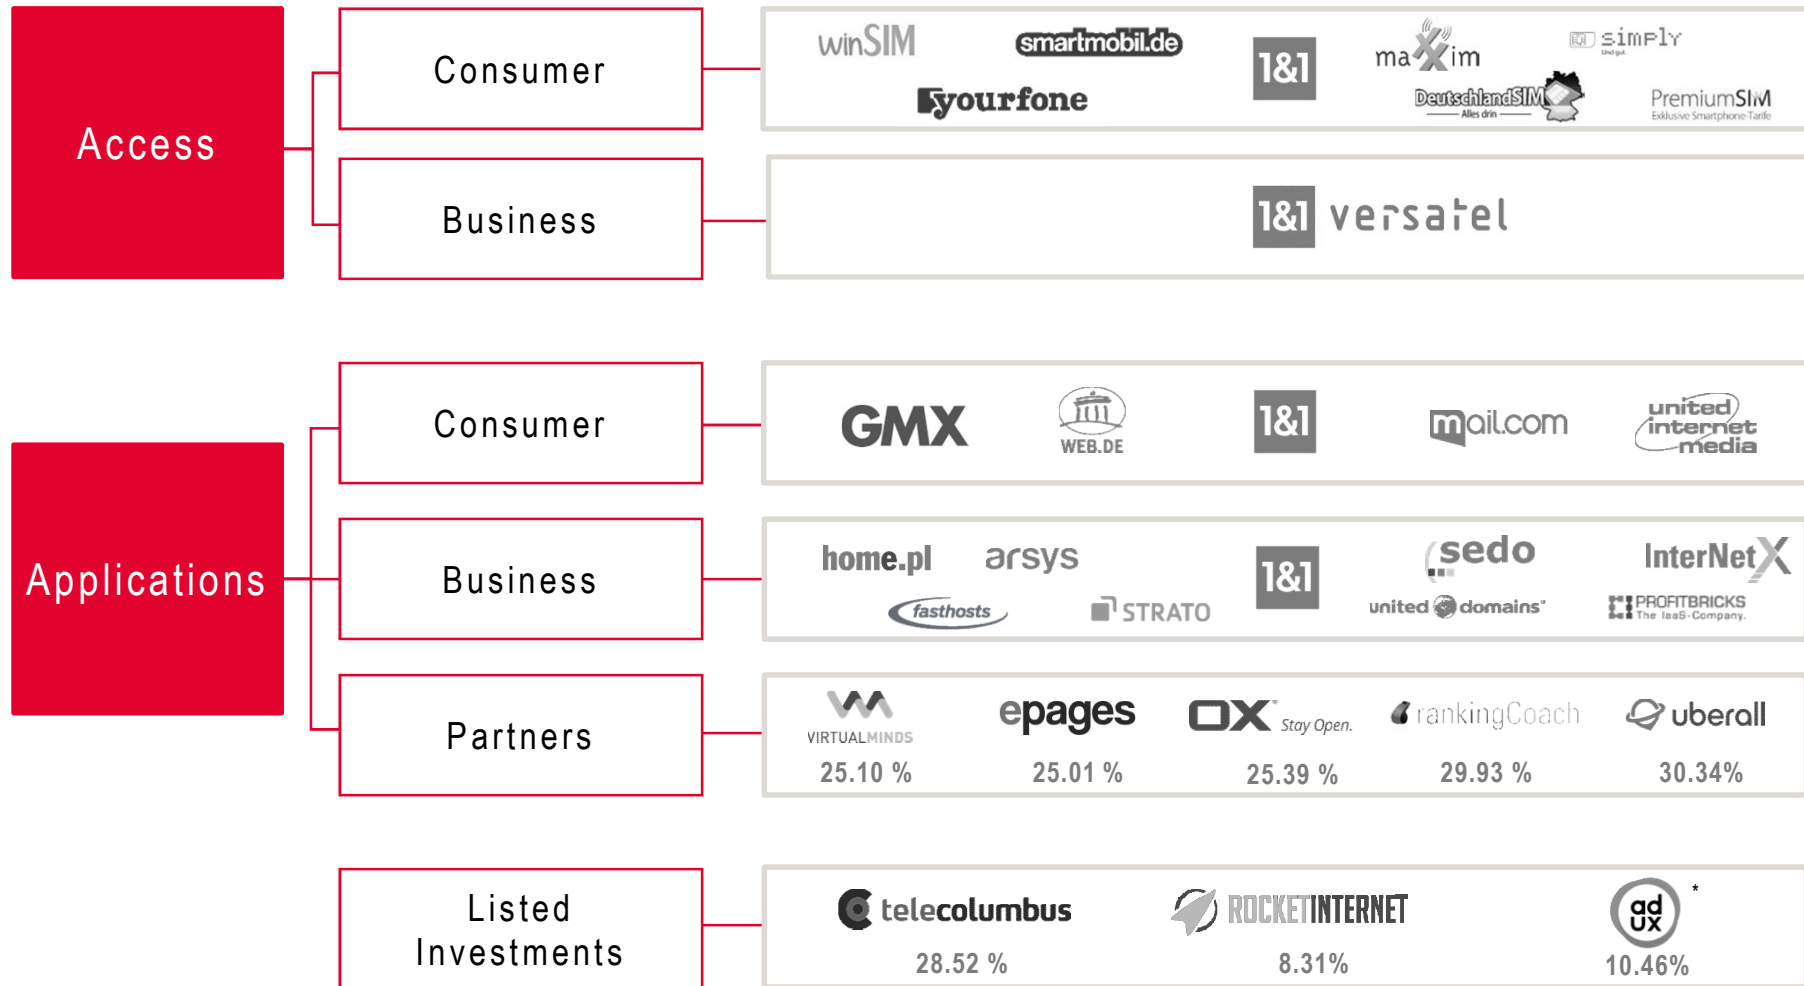 Access
Consumer
winSIM
smartmobil.de
1&1
maXXim
simply
Und gut.
yourfone
DeutschlandSIM
Alles drin
PremiumSIM
Exklusive Smartphone-Tarife
Business
1&1 versatel
Applications
Consumer
GMX
WEB.DE
1&1
mail.com
united
internet
media
Business
home.pl
arsys
1&1
sedo
InterNetX
fasthosts
STRATO
united domains
PROFITBRICKS
The IaaS-Company.
Partners
VIRTUALMINDS
epages
OX Stay Open.
rankingCoach
uberall
25.10 %
25.01 %
25.39 %
29.93 %
30.34%
Listed
Investments
telecolumbus
ROCKETINTERNET
ad
ux
*
28.52 %
8.31%
10.46%